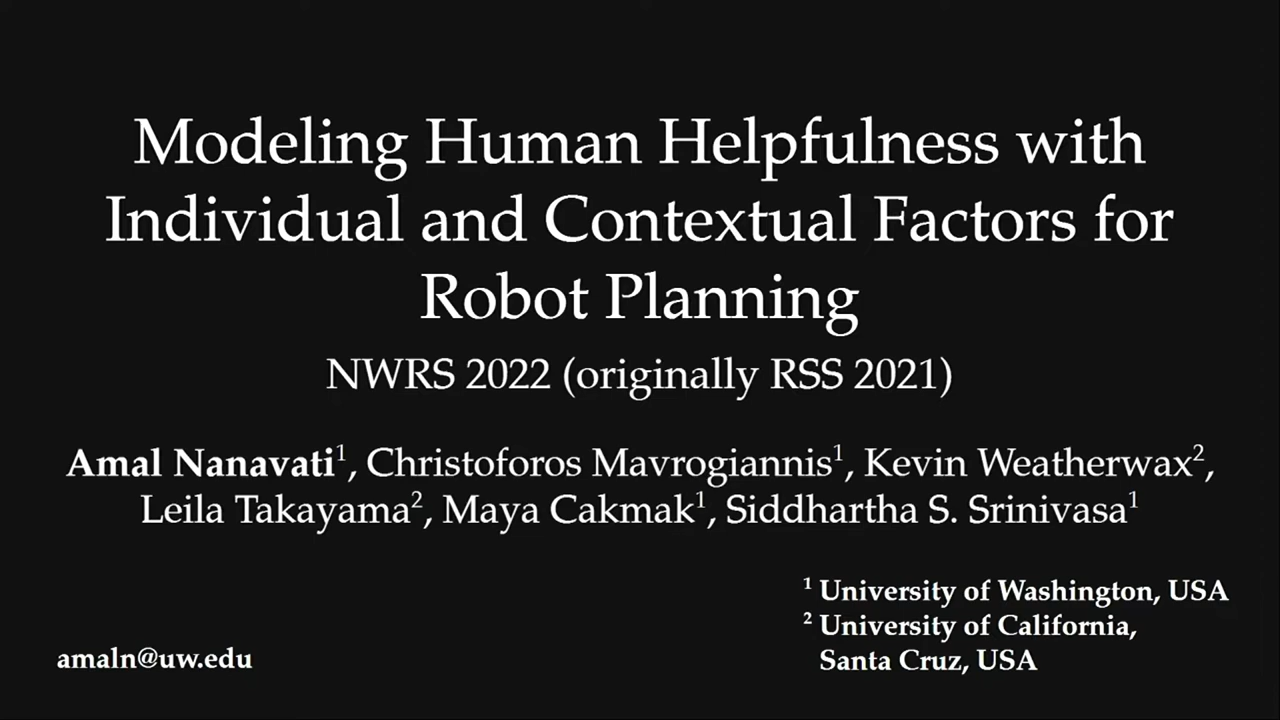 Modeling Human Helpfulness with
Individual and Contextual Factors for
Robot Planning
NWRS 2022 (originally RSS 2021)
Amal Nanavati¹, Christoforos Mavrogiannis¹, Kevin Weatherwax²,
Leila Takayama², Maya Cakmak¹, Siddhartha S. Srinivasa¹
¹ University of Washington, USA
² University of California,
Santa Cruz, USA
amaln@uw.edu